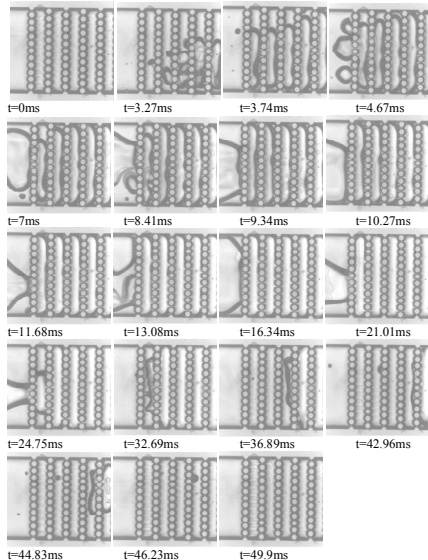 t=0ms t=3.27ms t=3.74ms t=4.67ms
t=7ms t=8.41ms t=9.34ms t=10.27ms
t=11.68ms t=13.08ms t=16.34ms t=21.01ms
t=24.75ms t=32.69ms t=36.89ms t=42.96ms
t=44.83ms t=46.23ms t=49.9ms